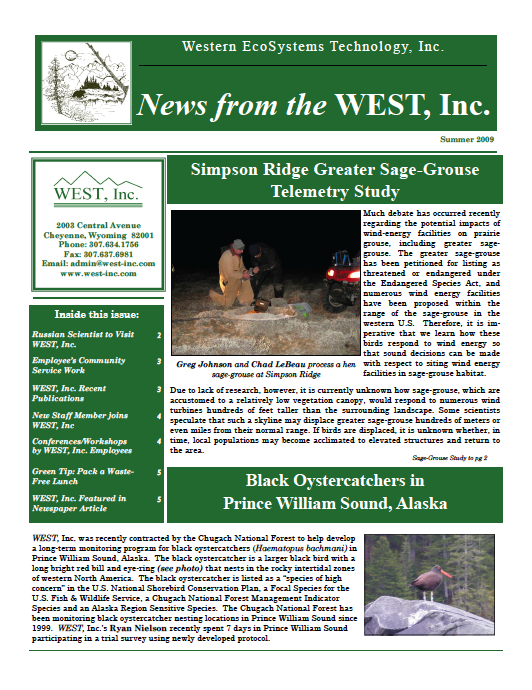 Western EcoSystems Technology, Inc.
News from the WEST, Inc.
Summer 2009
WEST, Inc.
2003 Central Avenue
Cheyenne, Wyoming 82001
Phone: 307.634.1756
Fax: 307.637.6981
Email: admin@west-inc.com
www.west-inc.com
Inside this issue:
Russian Scientist to Visit 2
WEST, Inc.
Employee's Community 3
Service Work
WEST, Inc. Recent 3
Publications
New Staff Member joins 4
WEST, Inc
Conferences/Workshops 4
by WEST, Inc. Employees
Green Tip: Pack a Waste- 5
Free Lunch
WEST, Inc. Featured in 5
Newspaper Article
Simpson Ridge Greater Sage-Grouse
Telemetry Study
Greg Johnson and Chad LeBeau process a hen
sage-grouse at Simpson Ridge
Much debate has occurred recently
regarding the potential impacts of
wind-energy facilities on prairie
grouse, including greater sage-
grouse. The greater sage-grouse
has been petitioned for listing as
threatened or endangered under
the Endangered Species Act, and
numerous wind energy facilities
have been proposed within the
range of the sage-grouse in the
western U.S. Therefore, it is im-
perative that we learn how these
birds respond to wind energy so
that sound decisions can be made
with respect to siting wind energy
facilities in sage-grouse habitat.
Due to lack of research, however, it is currently unknown how sage-grouse, which are
accustomed to a relatively low vegetation canopy, would respond to numerous wind
turbines hundreds of feet taller than the surrounding landscape. Some scientists
speculate that such a skyline may displace greater sage-grouse hundreds of meters or
even miles from their normal range. If birds are displaced, it is unknown whether, in
time, local populations may become acclimated to elevated structures and return to
the area.
Sage-Grouse Study to pg 2
Black Oystercatchers in
Prince William Sound, Alaska
WEST, Inc. was recently contracted by the Chugach National Forest to help develop
a long-term monitoring program for black oystercatchers (Haematopus bachmani) in
Prince William Sound, Alaska. The black oystercatcher is a larger black bird with a
long bright red bill and eye-ring (see photo) that nests in the rocky intertidal zones
of western North America. The black oystercatcher is listed as a "species of high
concern" in the U.S. National Shorebird Conservation Plan, a Focal Species for the
U.S. Fish & Wildlife Service, a Chugach National Forest Management Indicator
Species and an Alaska Region Sensitive Species. The Chugach National Forest has
been monitoring black oystercatcher nesting locations in Prince William Sound since
1999. WEST, Inc.'s Ryan Nielson recently spent 7 days in Prince William Sound
participating in a trial survey using newly developed protocol.